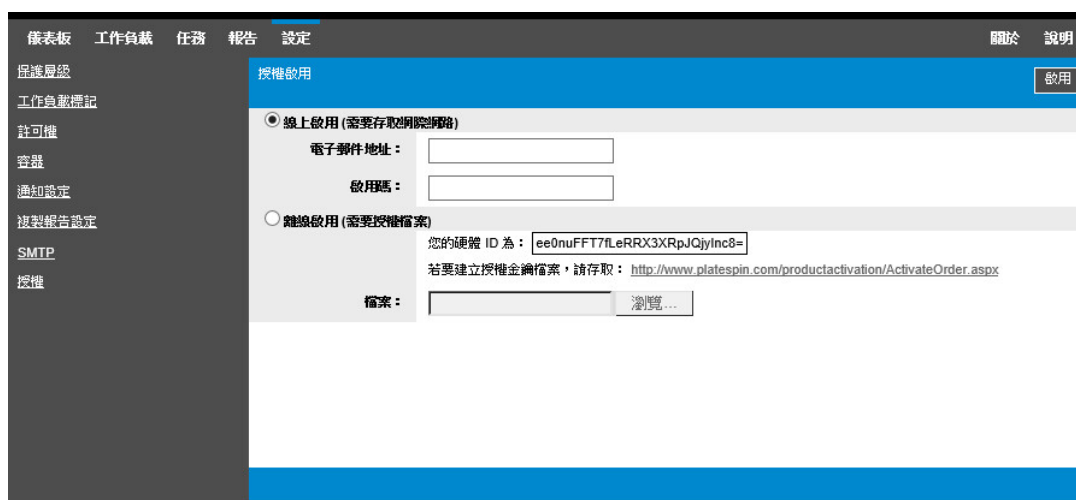 儀表板 工作負載 任務 報告 設定 關於 說明
保護層級
工作負載標記
許可權
容器
通知設定
複製報告設定
SMTP
授權
授權啟用
啟用
線上啟用 (需要存取網際網路)
電子郵件地址：
啟用碼：
離線啟用 (需要授權檔案)
您的硬體 ID 為： ee0nuFFT7fLeRRX3XRpJQjyInc8=
若要建立授權金鑰檔案，請存取： http://www.platespin.com/productactivation/ActivateOrder.aspx
檔案： 瀏覽...